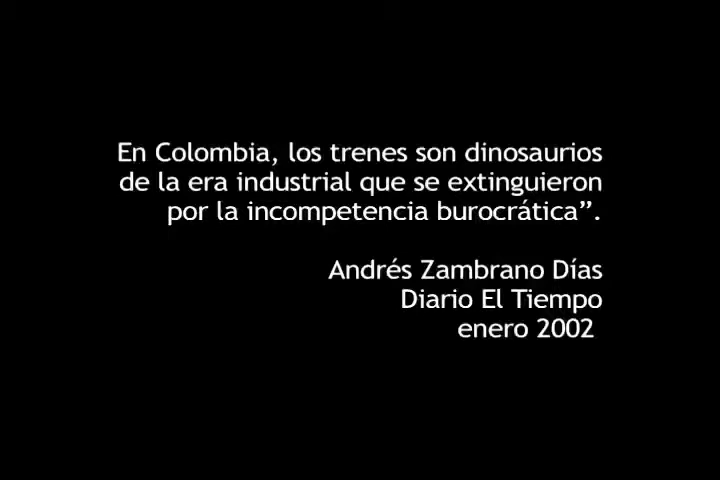 En Colombia, los trenes son dinosaurios
de la era industrial que se extinguieron
por la incompetencia burocrática”.
Andrés Zambrano Días
Diario El Tiempo
enero 2002